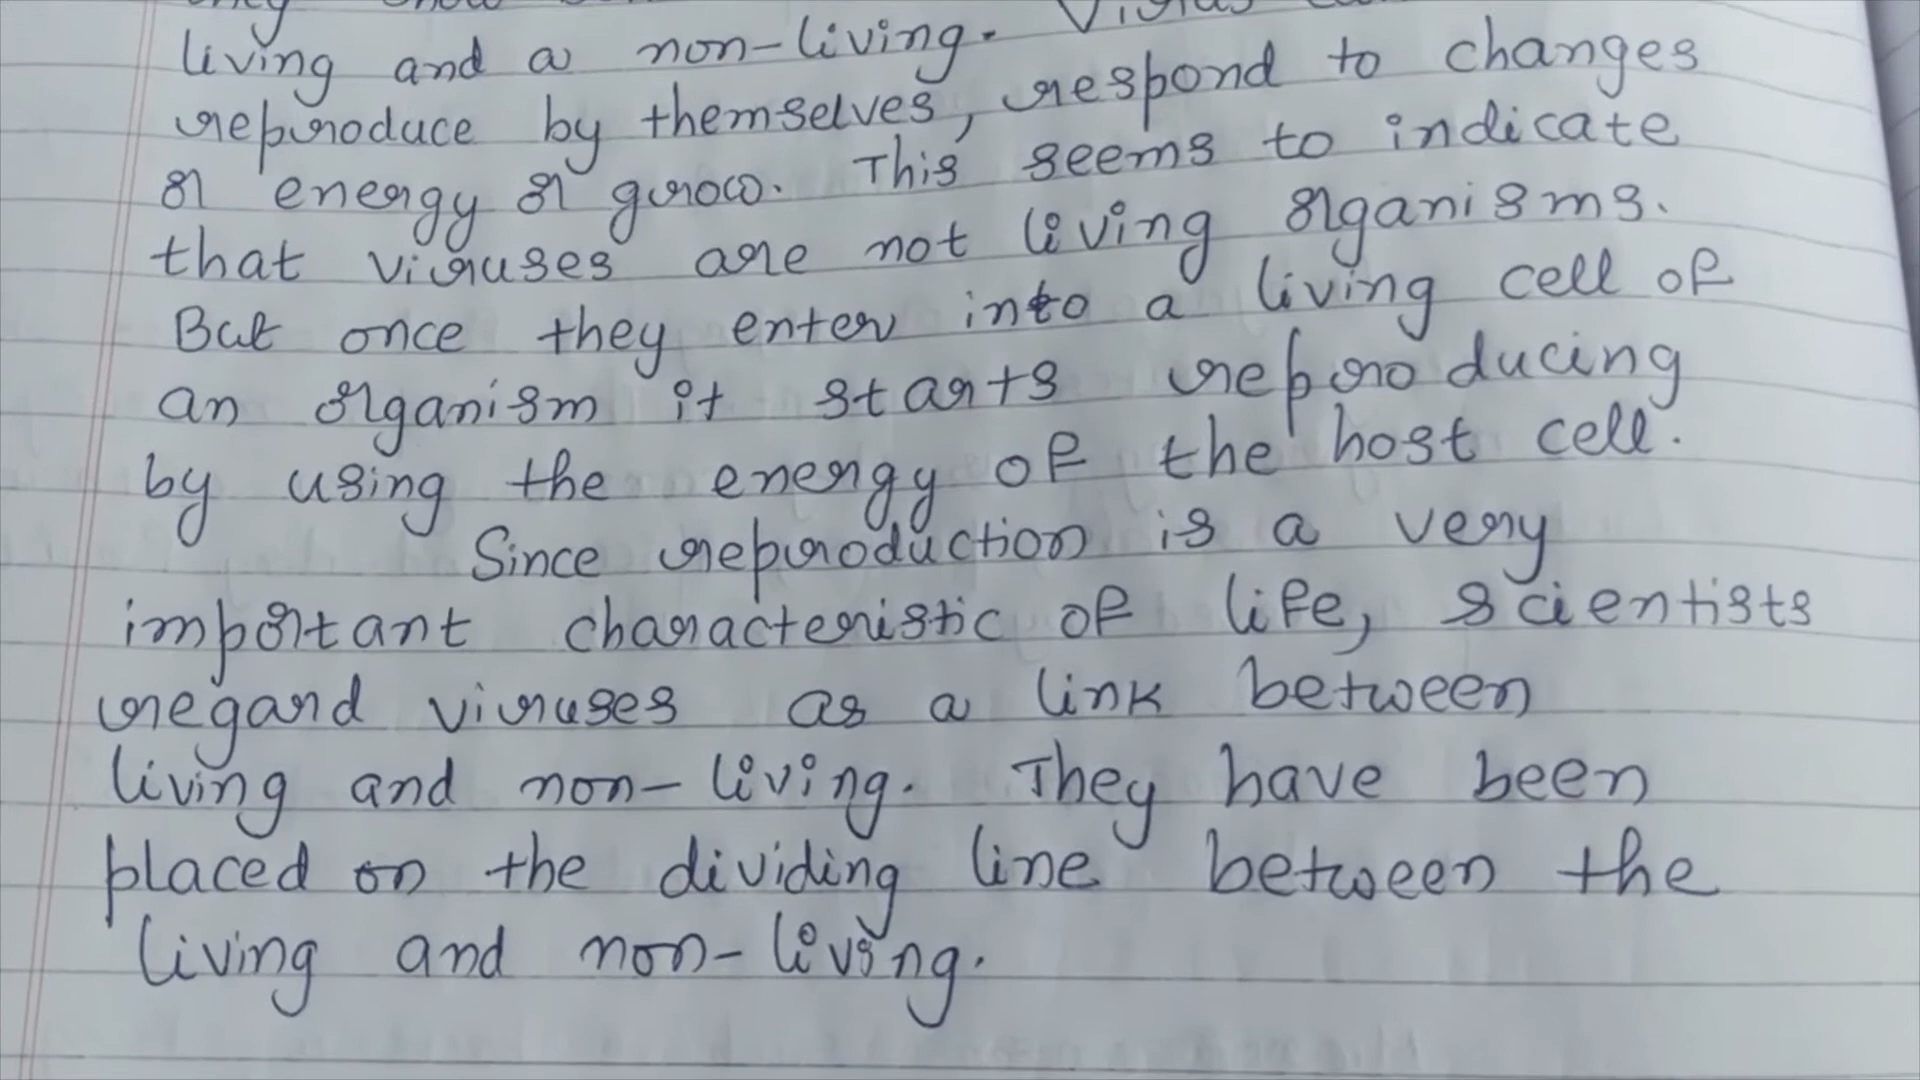 living and a non-living. Virus
reproduce by themselves, respond to changes
or energy or grow. This seems to indicate
that viruses are not living organisms.
But once they enter into a living cell of
an organism it starts reproducing
by using the energy of the host cell.
Since reproduction is a very
important characteristic of life, scientists
regard viruses as a link between
living and non-living. They have been
placed on the dividing line between the
living and non-living.